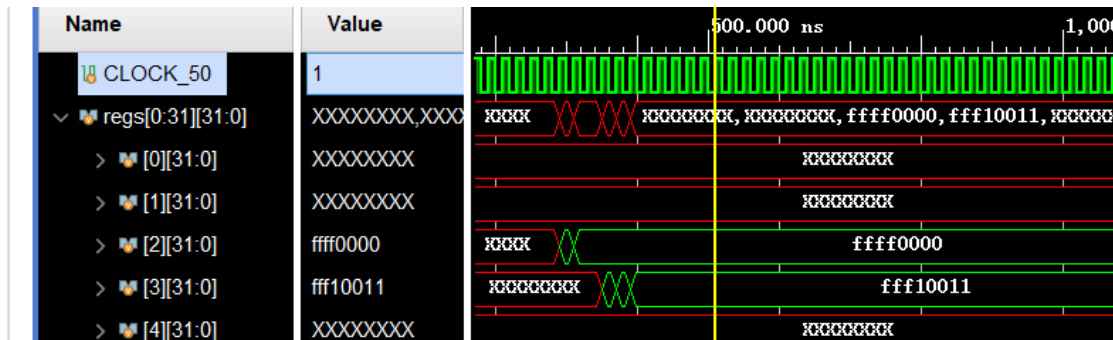 Name Value 500.000 ns 1,000
CLOCK_50 1
regs[0:31][31:0] XXXXXXXX,XXXX XXXX XXXXXXXX, XXXXXXXX, ffff0000, fff10011, XXXXXX
[0][31:0] XXXXXXXX XXXXXXXX
[1][31:0] XXXXXXXX XXXXXXXX
[2][31:0] ffff0000 XXXX ffff0000
[3][31:0] fff10011 XXXXXXXX fff10011
[4][31:0] XXXXXXXX XXXXXXXX